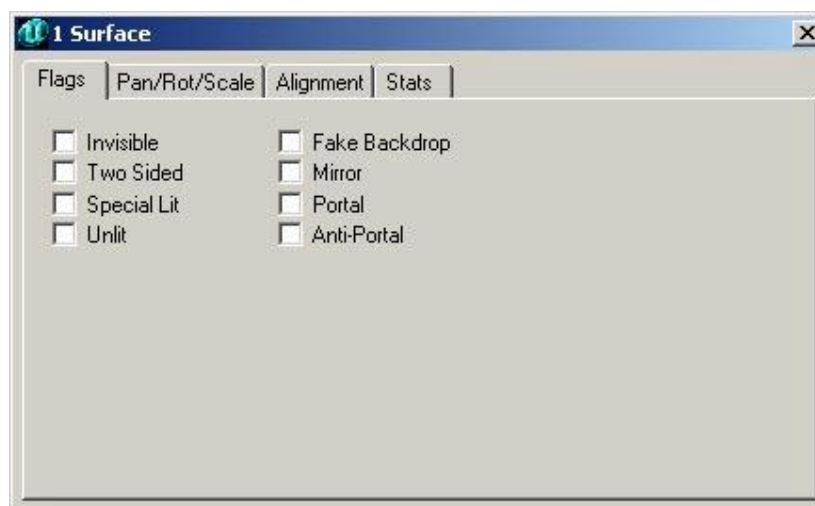 1 Surface
Flags Pan/Rot/Scale Alignment Stats
Invisible Fake Backdrop
Two Sided Mirror
Special Lit Portal
Unlit Anti-Portal